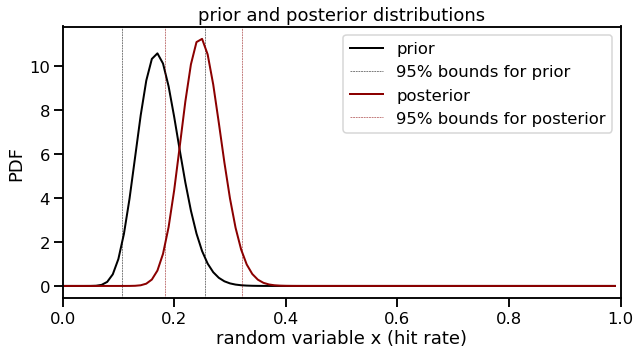 prior and posterior distributions
prior
95% bounds for prior
posterior
95% bounds for posterior
PDF
10
8
6
4
2
0
0.0 0.2 0.4 0.6 0.8 1.0
random variable x (hit rate)